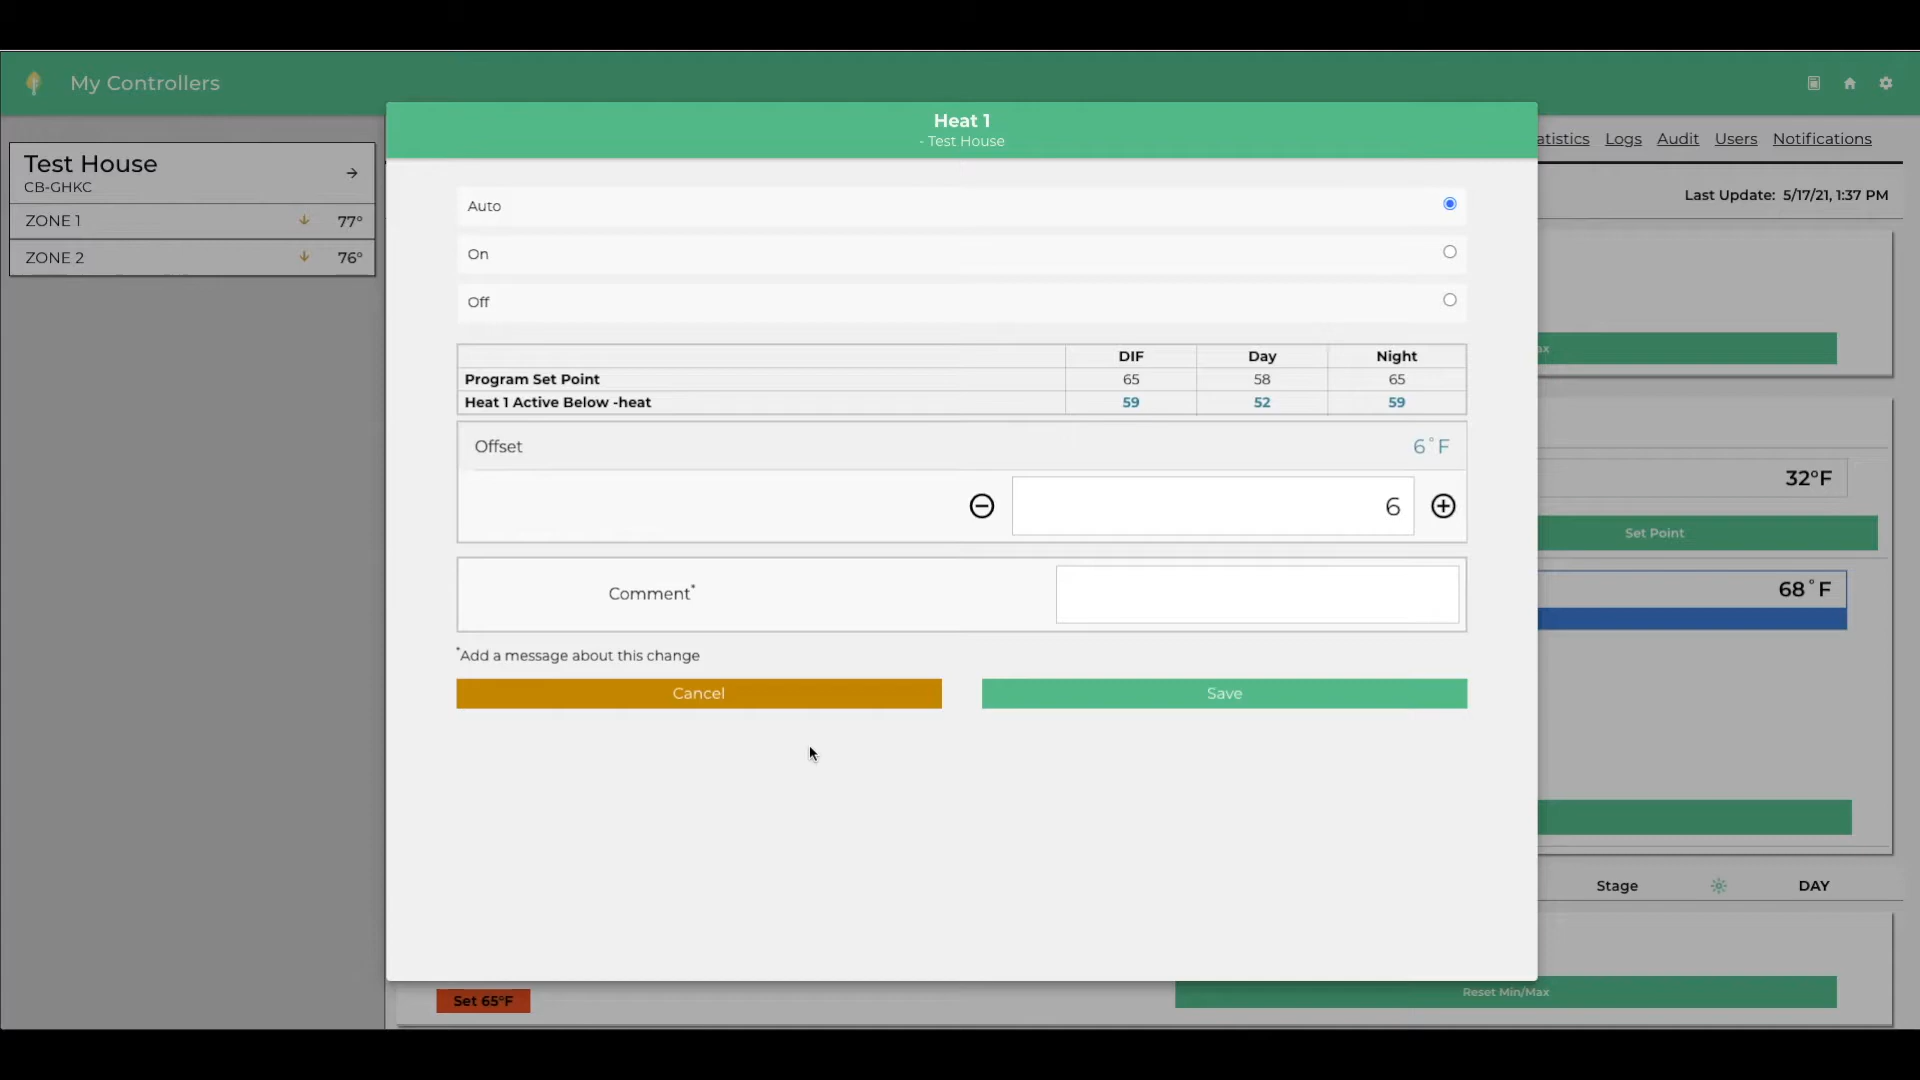 My Controllers
Heat 1
- Test House
Statistics Logs Audit Users Notifications
Test House
CB-GHKC
ZONE 1 77°
ZONE 2 76°
Last Update: 5/17/21, 1:37 PM
Auto
On
Off
DIF Day Night
Program Set Point 65 58 65
Heat 1 Active Below -heat 59 52 59
Offset 6°F
6
32°F
Set Point
Comment*
68°F
*Add a message about this change
Cancel Save
Stage DAY
Set 65°F
Reset Min/Max